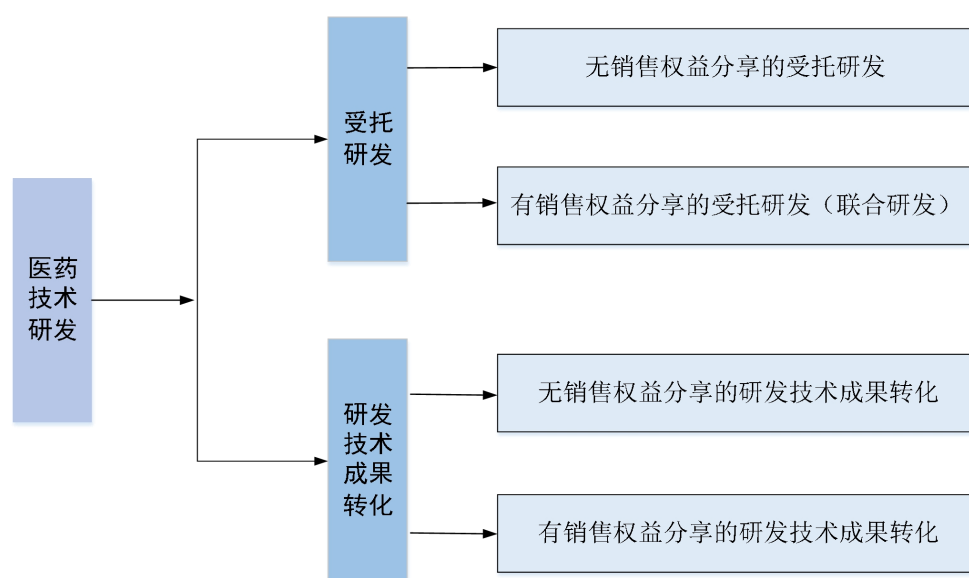 医药
技术
研发
受托
研发
无销售权益分享的受托研发
有销售权益分享的受托研发（联合研发）
研发
技术
成果
转化
无销售权益分享的研发技术成果转化
有销售权益分享的研发技术成果转化